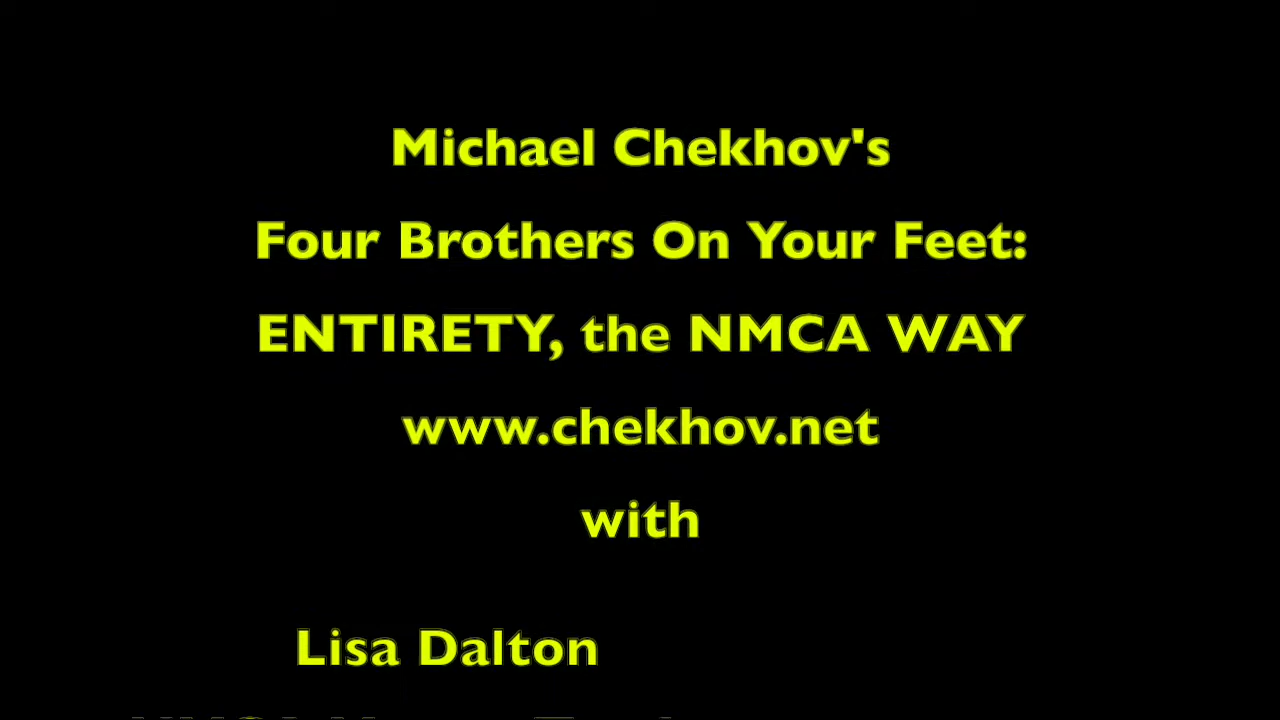 Michael Chekhov's
Four Brothers On Your Feet:
ENTIRETY, the NMCA WAY
www.chekhov.net
with
Lisa Dalton